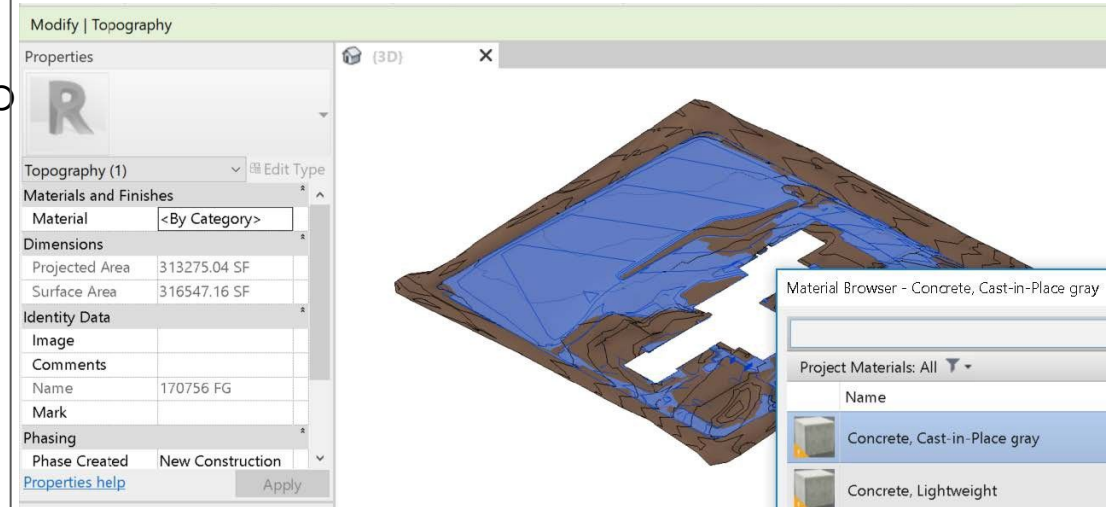 Modify | Topography
Properties
{3D}
R
Topography (1)
Edit Type
Materials and Finishes
Material <By Category>
Dimensions
Projected Area 313275.04 SF
Surface Area 316547.16 SF
Identity Data
Image
Comments
Name 170756 FG
Mark
Phasing
Phase Created New Construction
Properties help
Apply
Material Browser - Concrete, Cast-in-Place gray
Project Materials: All
Name
Concrete, Cast-in-Place gray
Concrete, Lightweight